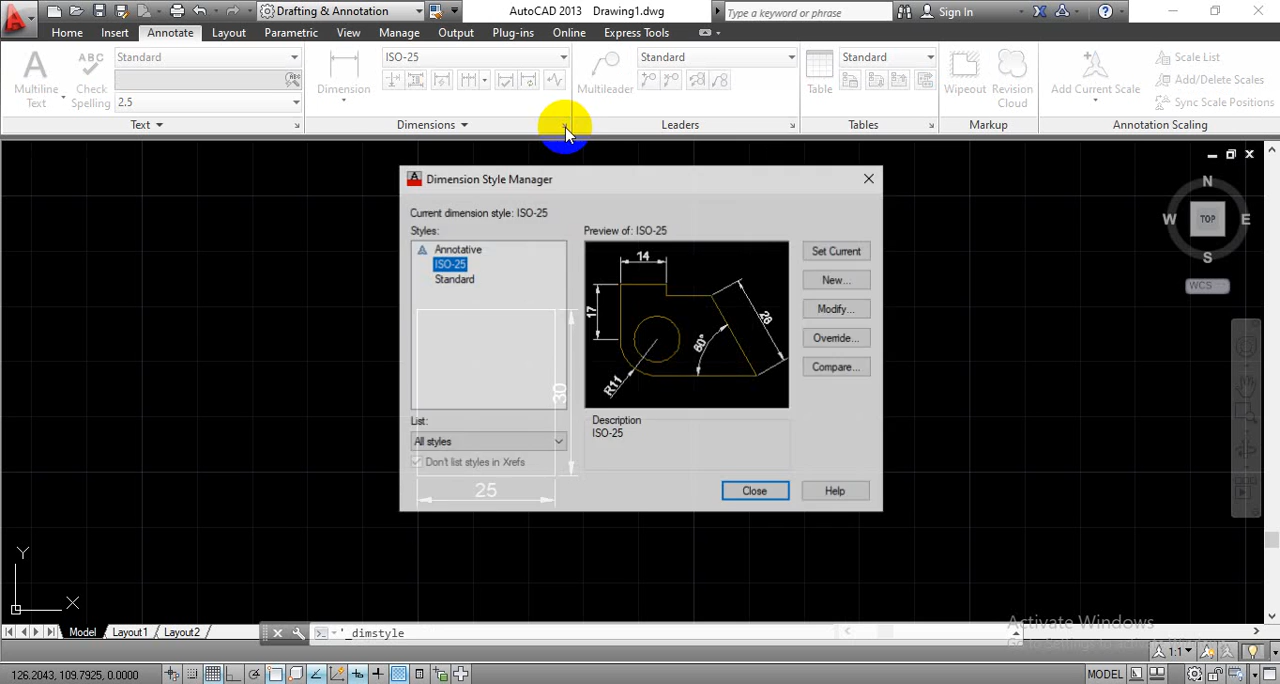 Drafting & Annotation
AutoCAD 2013 Drawing1.dwg
Type a keyword or phrase
Sign In
Home Insert Annotate Layout Parametric View Manage Output Plug-ins Online Express Tools
Multiline Text
ABC
Check Spelling
Standard
2.5
Text
Dimension
ISO-25
Dimensions
Multileader
Standard
Leaders
Table
Standard
Tables
Wipeout
Revision Cloud
Markup
Add Current Scale
Scale List
Add/Delete Scales
Sync Scale Positions
Annotation Scaling
Dimension Style Manager
Current dimension style: ISO-25
Styles:
Annotative
ISO-25
Standard
List:
All styles
Don't list styles in Xrefs
Preview of: ISO-25
14
17
28
60°
R11
Description
ISO-25
Set Current
New...
Modify...
Override...
Compare...
Close
Help
30
25
N
W
TOP
E
S
WCS
Y
X
Activate Windows
Model Layout1 Layout2
'_dimstyle
1:1
126.2043, 109.7925, 0.0000
MODEL